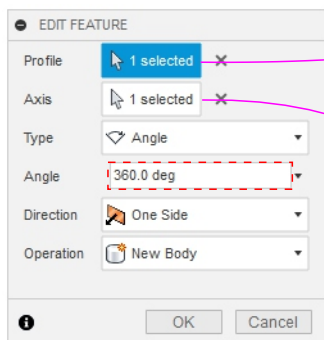 EDIT FEATURE
Profile 1 selected
Axis 1 selected
Type Angle
Angle 360.0 deg
Direction One Side
Operation New Body
OK Cancel